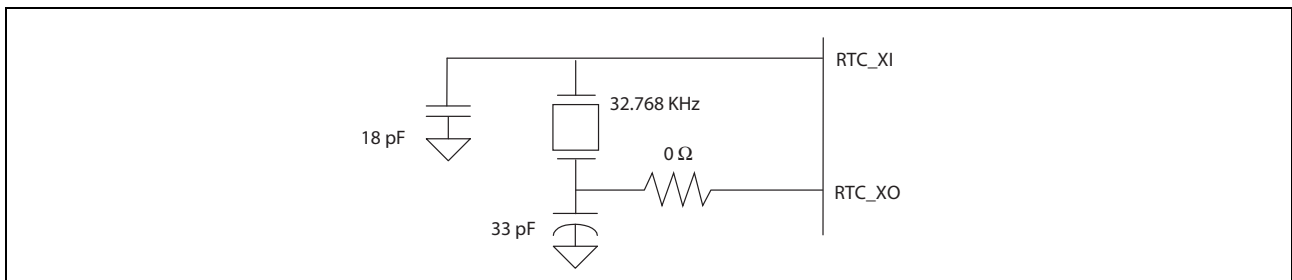 RTC_XI
32.768 KHz
18 pF
0 Ω
RTC_XO
33 pF